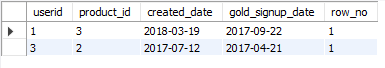 userid product_id created_date gold_signup_date row_no
1 3 2018-03-19 2017-09-22 1
3 2 2017-07-12 2017-04-21 1